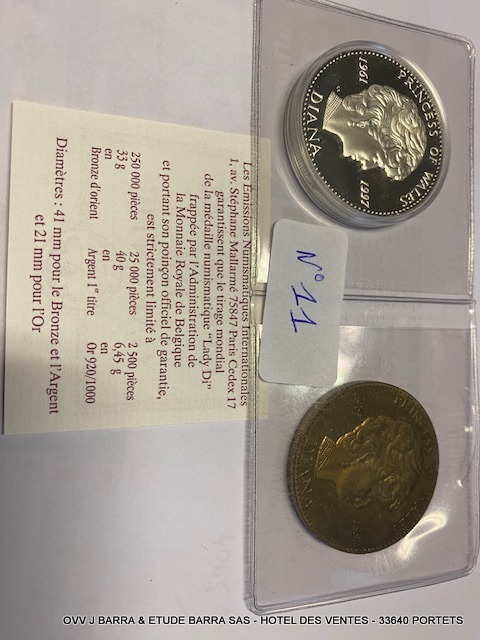 Les Émissions Numismatiques Internationales
1, av. Stéphane Mallarmé 75847 Paris Cedex 17
garantissent que le tirage mondial
de la médaille numismatique "Lady Di"
frappée par l'Administration de
la Monnaie Royale de Belgique
et portant son poinçon officiel de garantie,
est strictement limité à
250 000 pièces 25 000 pièces 2 500 pièces
33 g 40 g 6,45 g
en en en
Bronze d'orient Argent 1er titre Or 920/1000
Diamètres : 41 mm pour le Bronze et l'Argent
et 21 mm pour l'Or
N° 11
PRINCESS OF WALES
DIANA
1961 1997
PRINCESS
DIANA
1997
OVV J BARRA & ETUDE BARRA SAS - HOTEL DES VENTES - 33640 PORTETS